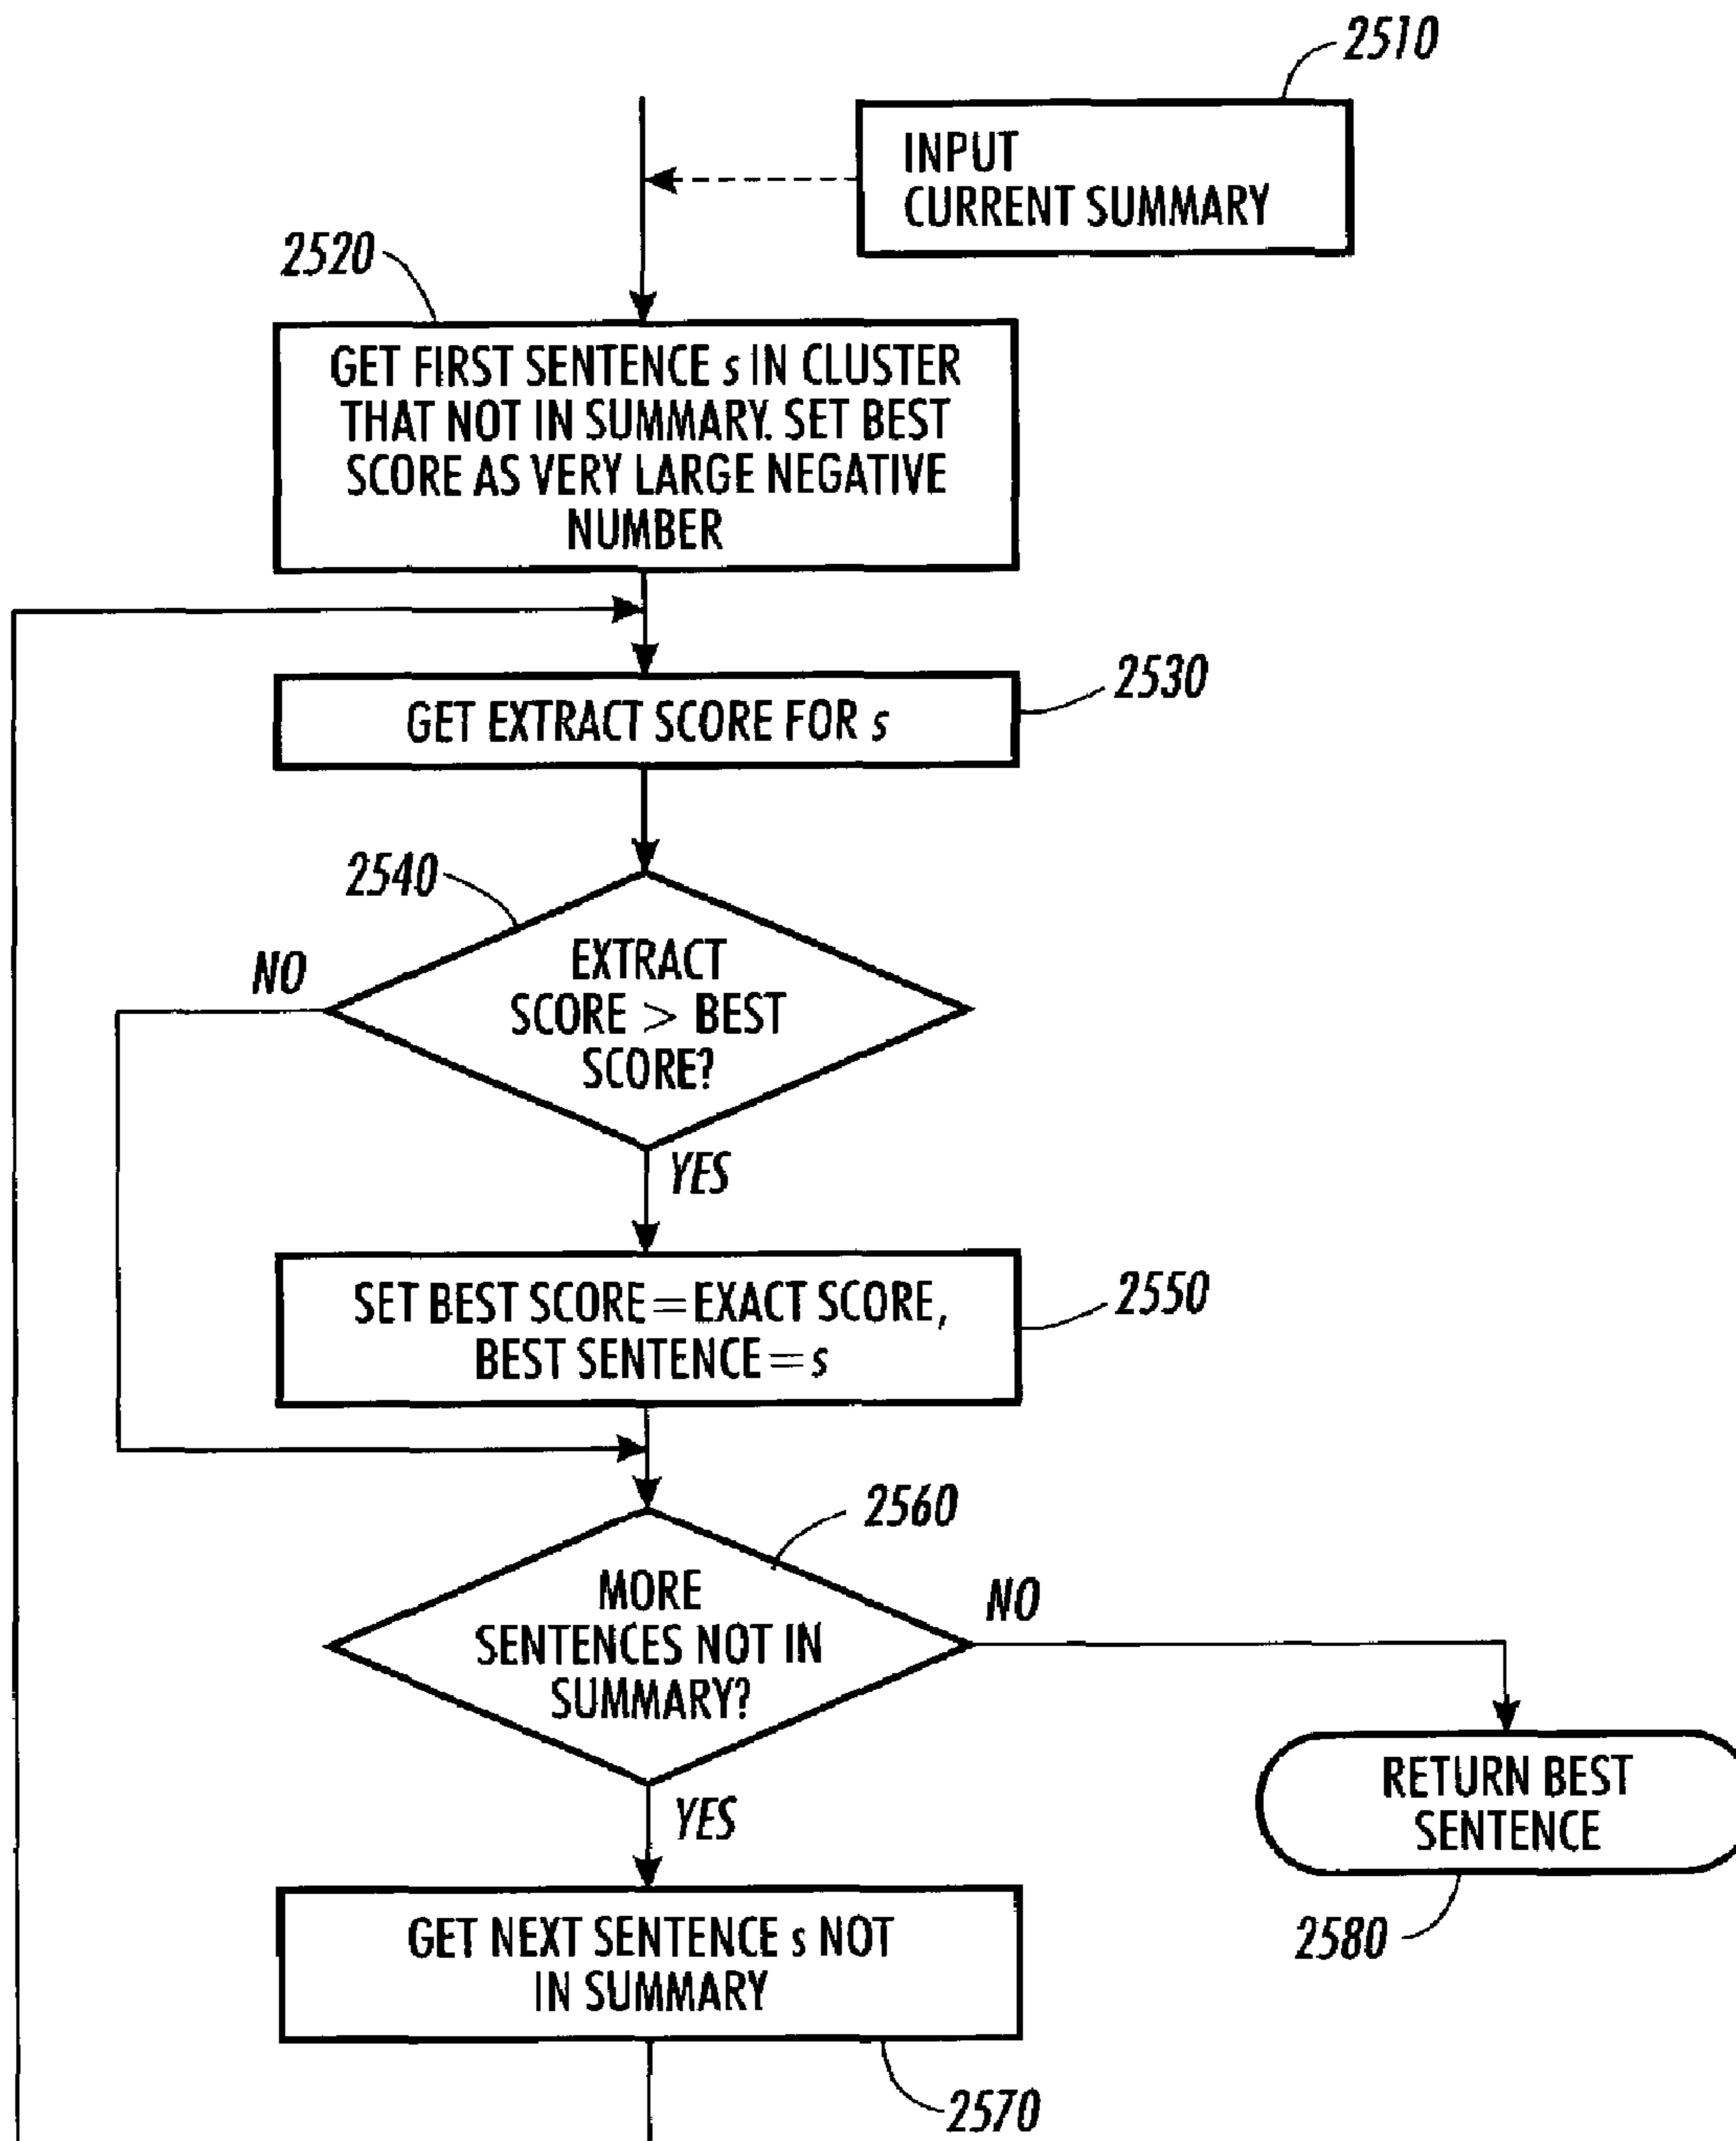 2510
INPUT
CURRENT SUMMARY
2520
GET FIRST SENTENCE s IN CLUSTER
THAT NOT IN SUMMARY. SET BEST
SCORE AS VERY LARGE NEGATIVE
NUMBER
2530
GET EXTRACT SCORE FOR s
2540
NO
EXTRACT
SCORE > BEST
SCORE?
YES
2550
SET BEST SCORE=EXACT SCORE,
BEST SENTENCE=s
2560
MORE
SENTENCES NOT IN
SUMMARY?
NO
YES
RETURN BEST
SENTENCE
2580
GET NEXT SENTENCE s NOT
IN SUMMARY
2570